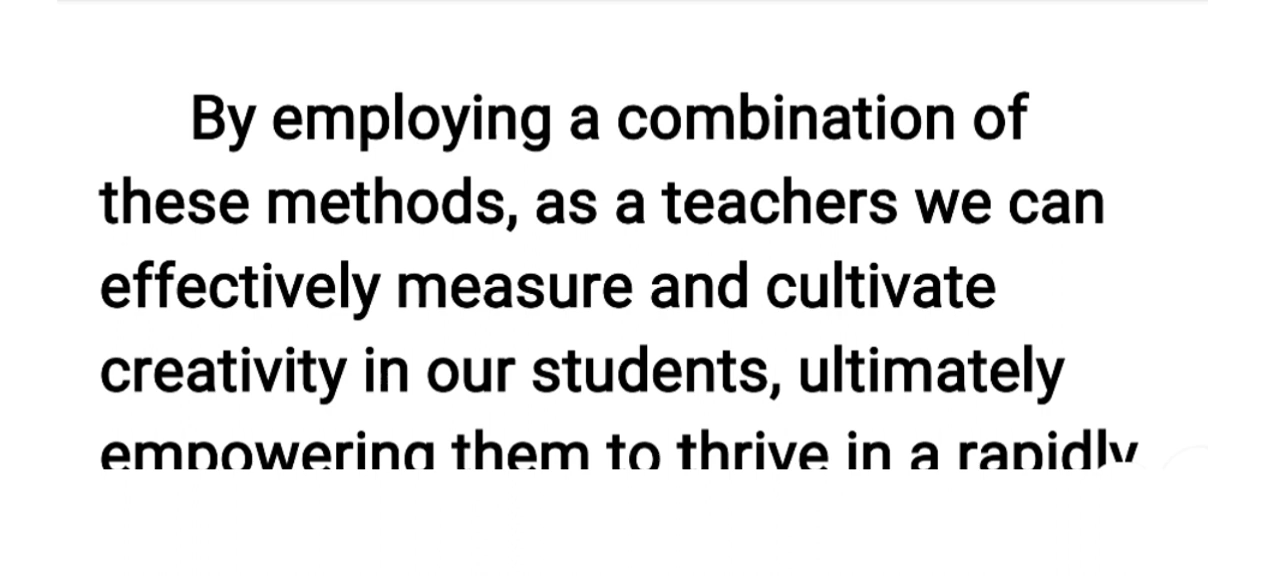 By employing a combination of
these methods, as a teachers we can
effectively measure and cultivate
creativity in our students, ultimately
empowering them to thrive in a rapidly